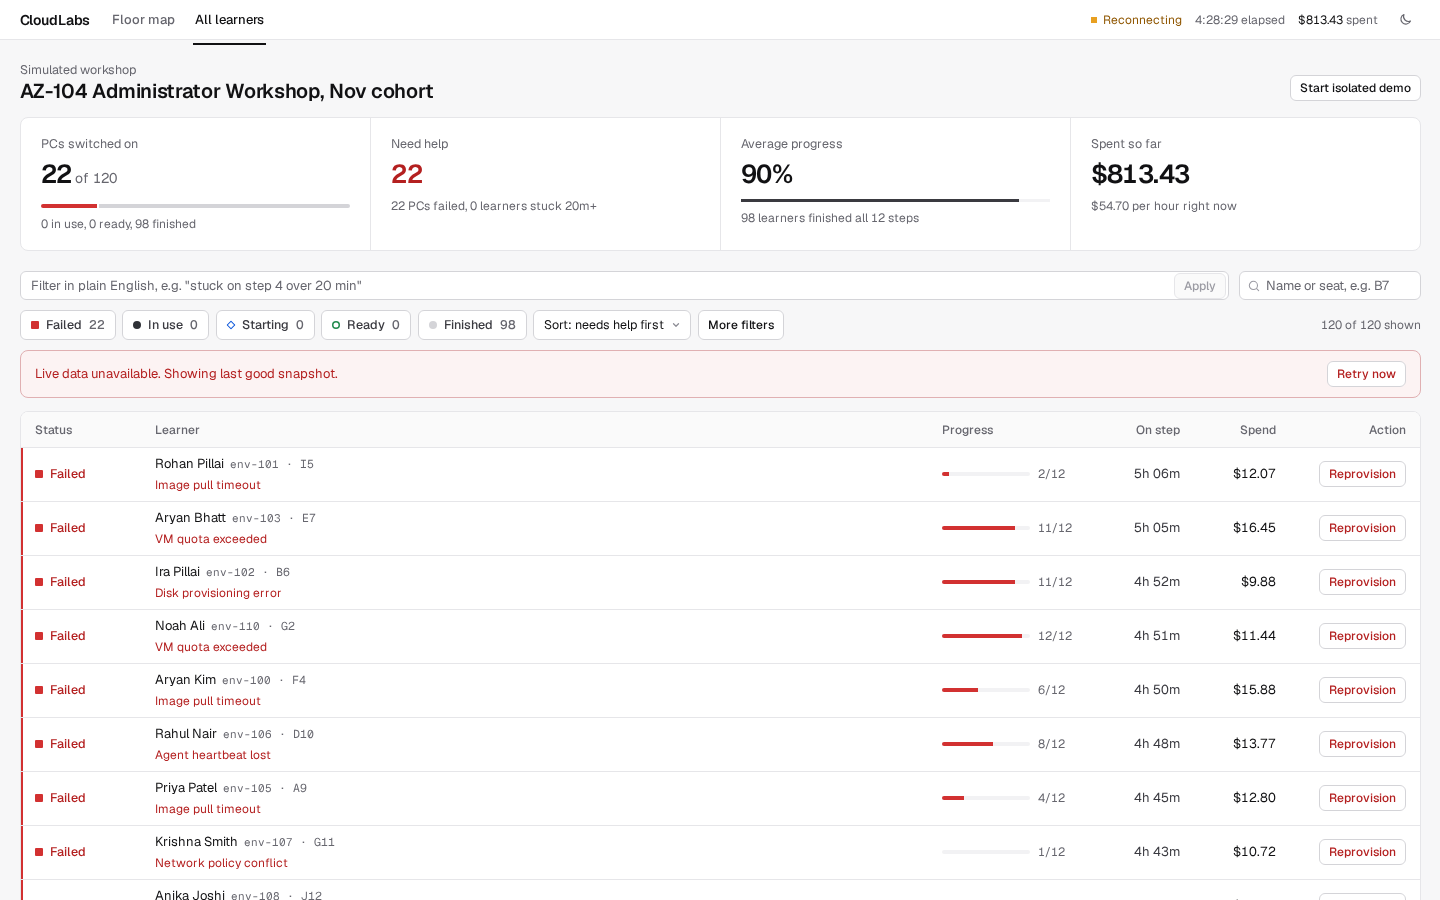 CloudLabs Floor map All learners Reconnecting 4:28:29 elapsed $813.43 spent
Simulated workshop
AZ-104 Administrator Workshop, Nov cohort
Start isolated demo
PCs switched on
22 of 120
0 in use, 0 ready, 98 finished
Need help
22
22 PCs failed, 0 learners stuck 20m+
Average progress
90%
98 learners finished all 12 steps
Spent so far
$813.43
$54.70 per hour right now
Filter in plain English, e.g. "stuck on step 4 over 20 min" Apply Name or seat, e.g. B7
Failed 22 In use 0 Starting 0 Ready 0 Finished 98 Sort: needs help first More filters 120 of 120 shown
Live data unavailable. Showing last good snapshot. Retry now
Status Learner Progress On step Spend Action
Failed Rohan Pillai env-101 · I5 2/12 5h 06m $12.07 Reprovision
Image pull timeout
Failed Aryan Bhatt env-103 · E7 11/12 5h 05m $16.45 Reprovision
VM quota exceeded
Failed Ira Pillai env-102 · B6 11/12 4h 52m $9.88 Reprovision
Disk provisioning error
Failed Noah Ali env-110 · G2 12/12 4h 51m $11.44 Reprovision
VM quota exceeded
Failed Aryan Kim env-100 · F4 6/12 4h 50m $15.88 Reprovision
Image pull timeout
Failed Rahul Nair env-106 · D10 8/12 4h 48m $13.77 Reprovision
Agent heartbeat lost
Failed Priya Patel env-105 · A9 4/12 4h 45m $12.80 Reprovision
Image pull timeout
Failed Krishna Smith env-107 · G11 1/12 4h 43m $10.72 Reprovision
Network policy conflict
Anika Joshi env-108 · J12